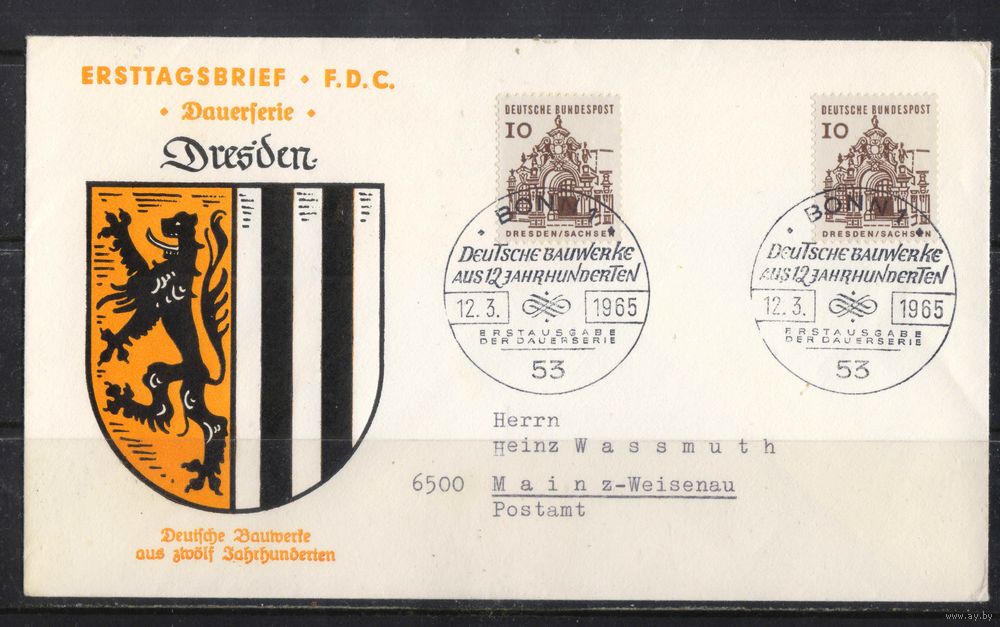 ERSTTAGSBRIEF • F.D.C.
• Dauerserie •
Dresden.
Deutsche Bauwerke
aus zwölf Jahrhunderten
DEUTSCHE BUNDESPOST
10
DRESDEN/SACHSEN
DEUTSCHE BUNDESPOST
10
DRESDEN/SACHSEN
BONN 1
DEUTSCHE BAUWERKE
AUS 12 JAHRHUNDERTEN
12.3. 1965
ERSTAUSGABE
DER DAUERSERIE
53
BONN 1
DEUTSCHE BAUWERKE
AUS 12 JAHRHUNDERTEN
12.3. 1965
ERSTAUSGABE
DER DAUERSERIE
53
Herrn
Heinz Wassmuth
6500 Mainz-Weisenau
Postamt
www.ay.by